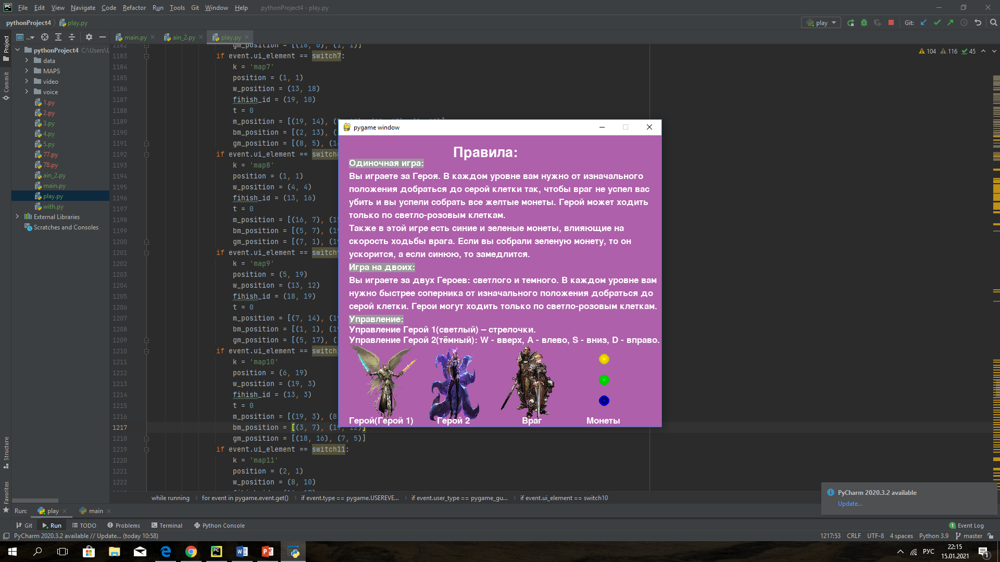 File Edit View Navigate Code Refactor Run Tools Git Window Help pythonProject4 - play.py
pythonProject4 play.py
play
Git:
Project
Commit
Structure
Favorites
...
main.py
ain_2.py
play.py
pythonProject4 C:\Users\U
data
MAPS
video
voice
1.py
2.py
3.py
4.py
5.py
77.py
78.py
ain_2.py
main.py
play.py
with.py
External Libraries
Scratches and Consoles
104 116 45
1182 gm_position = [(18, 6), (1, 1)]
1183 if event.ui_element == switch7:
1184 k = 'map7'
1185 position = (1, 1)
1186 w_position = (13, 18)
1187 fihish_id = (19, 10)
1188 t = 0
1189 m_position = [(19, 14), (
1190 bm_position = [(2, 13), (
1191 gm_position = [(8, 5), (1
1192 if event.ui_element == switch8
1193 k = 'map8'
1194 position = (1, 1)
1195 w_position = (4, 4)
1196 fihish_id = (13, 16)
1197 t = 0
1198 m_position = [(16, 7), (15
1199 bm_position = [(5, 7), (19
1200 gm_position = [(7, 1), (19
1201 if event.ui_element == switch9
1202 k = 'map9'
1203 position = (5, 19)
1204 w_position = (13, 12)
1205 fihish_id = (18, 19)
1206 t = 0
1207 m_position = [(7, 14), (19
1208 bm_position = [(1, 1), (19
1209 gm_position = [(5, 17), (
1210 if event.ui_element == switch
1211 k = 'map10'
1212 position = (6, 19)
1213 w_position = (19, 3)
1214 fihish_id = (13, 3)
1215 t = 0
1216 m_position = [(19, 3), (8
1217 bm_position = [(3, 7), (19, 12)]
1218 gm_position = [(18, 16), (7, 5)]
1219 if event.ui_element == switch11:
1220 k = 'map11'
1221 position = (2, 1)
1222 w_position = (8, 10)
pygame window
Правила:
Одиночная игра:
Вы играете за Героя. В каждом уровне вам нужно от изначального
положения добраться до серой клетки так, чтобы враг не успел вас
убить и вы успели собрать все желтые монеты. Герой может ходить
только по светло-розовым клеткам.
Также в этой игре есть синие и зеленые монеты, влияющие на
скорость ходьбы врага. Если вы собрали зеленую монету, то он
ускорится, а если синюю, то замедлится.
Игра на двоих:
Вы играете за двух Героев: светлого и темного. В каждом уровне вам
нужно быстрее соперника от изначального положения добраться до
серой клетки. Герои могут ходить только по светло-розовым клеткам.
Управление:
Управление Герой 1(светлый) – стрелочки.
Управление Герой 2(тёмный): W - вверх, A - влево, S - вниз, D - вправо.
Герой(Герой 1) Герой 2 Враг Монеты
while running for event in pygame.event.get() if event.type == pygame.USEREVE... if event.user_type == pygame_gu... if event.ui_element == switch10
PyCharm 2020.3.2 available
Update...
Run: play main
Git Run TODO Problems Terminal Python Console
1 Event Log
PyCharm 2020.3.2 available // Update... (today 10:58)
1217:53 CRLF UTF-8 4 spaces Python 3.9 master
РУС
22:15
15.01.2021
1